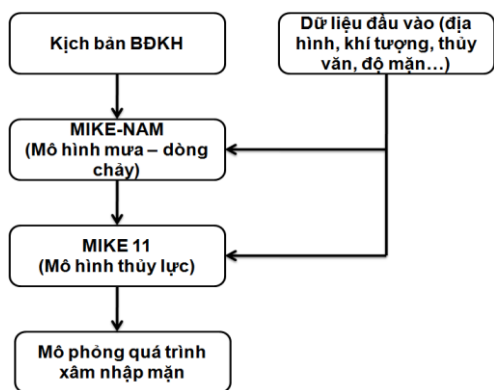 Kịch bản BĐKH
Dữ liệu đầu vào (địa
hình, khí tượng, thủy
văn, độ mặn…)
MIKE-NAM
(Mô hình mưa – dòng
chảy)
MIKE 11
(Mô hình thủy lực)
Mô phỏng quá trình
xâm nhập mặn